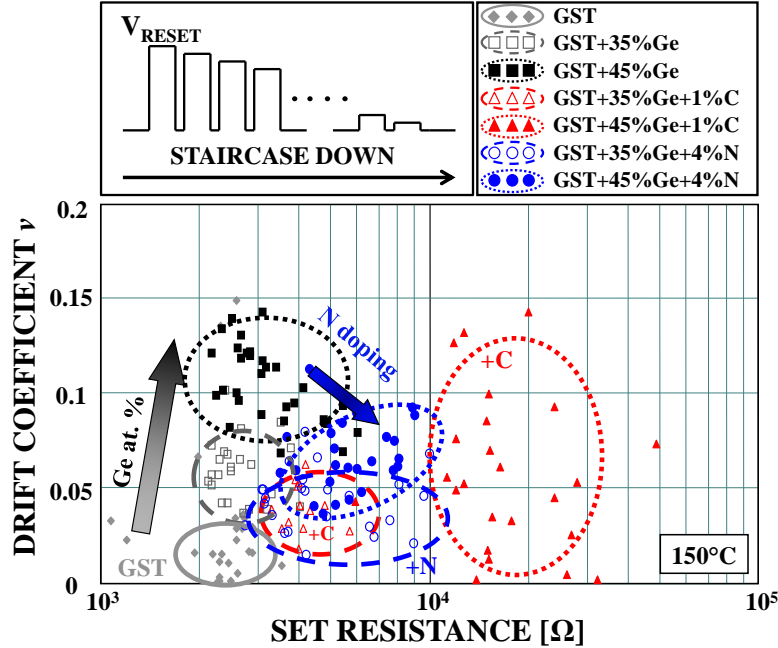 V_RESET
STAIRCASE DOWN
GST
GST+35%Ge
GST+45%Ge
GST+35%Ge+1%C
GST+45%Ge+1%C
GST+35%Ge+4%N
GST+45%Ge+4%N
DRIFT COEFFICIENT ν
0.2
0.15
0.1
0.05
0
Ge at. %
N doping
+C
+C
+N
GST
150°C
10³
10⁴
10⁵
SET RESISTANCE [Ω]